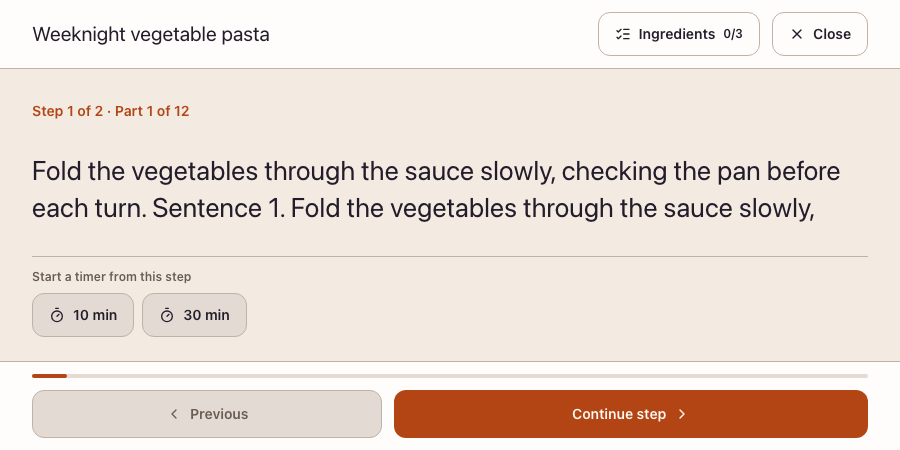 Weeknight vegetable pasta
Ingredients 0/3
Close
Step 1 of 2 · Part 1 of 12
Fold the vegetables through the sauce slowly, checking the pan before
each turn. Sentence 1. Fold the vegetables through the sauce slowly,
Start a timer from this step
10 min
30 min
Previous
Continue step